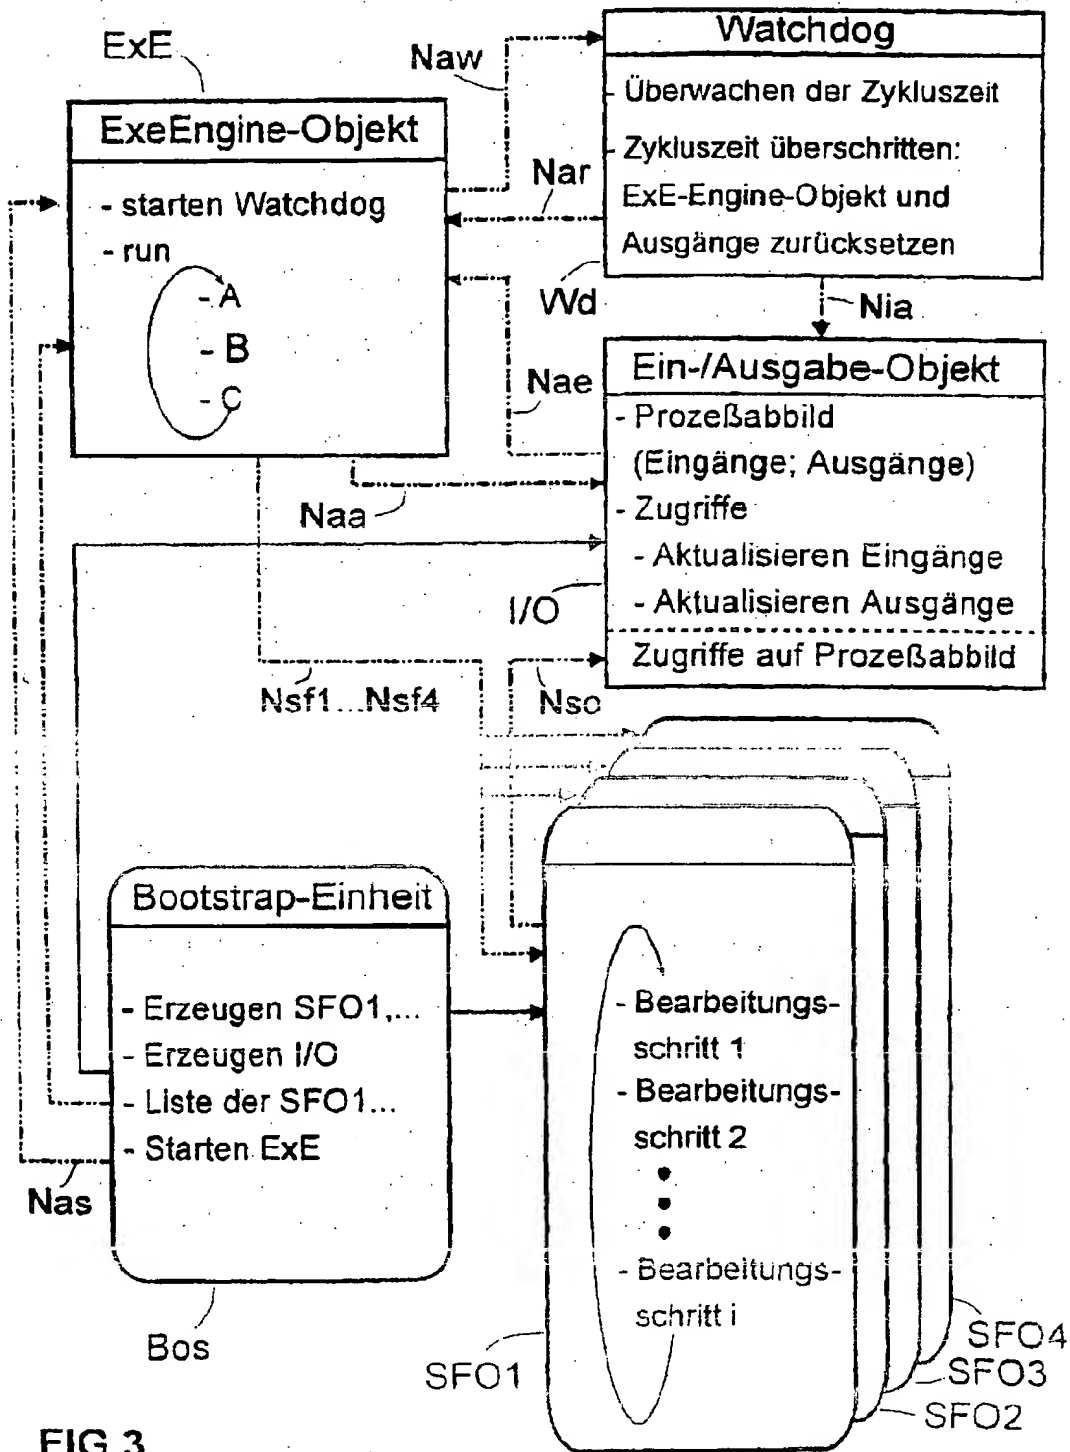 ExE
ExeEngine-Objekt
- starten Watchdog
- run
- A
- B
- C
Naw
Nar
Watchdog
- Überwachen der Zykluszeit
- Zykluszeit überschritten:
ExE-Engine-Objekt und
Ausgänge zurücksetzen
Wd
Nia
Nae
Naa
Ein-/Ausgabe-Objekt
- Prozeßabbild
(Eingänge; Ausgänge)
- Zugriffe
- Aktualisieren Eingänge
- Aktualisieren Ausgänge
Zugriffe auf Prozeßabbild
I/O
Nsf1...Nsf4
Nso
Bootstrap-Einheit
- Erzeugen SFO1,...
- Erzeugen I/O
- Liste der SFO1...
- Starten ExE
Nas
Bos
- Bearbeitungs-
schritt 1
- Bearbeitungs-
schritt 2
- Bearbeitungs-
schritt i
SFO1
SFO4
SFO3
SFO2
FIG 3